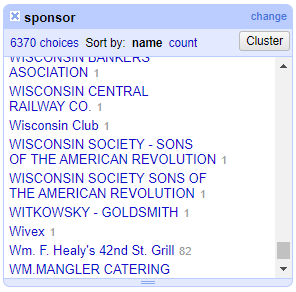 sponsor change
6370 choices Sort by: name count Cluster
WISCONSIN BANKERS
ASOCIATION 1
WISCONSIN CENTRAL
RAILWAY CO. 1
Wisconsin Club 1
WISCONSIN SOCIETY - SONS
OF THE AMERICAN REVOLUTION 1
WISCONSIN SOCIETY SONS OF
THE AMERICAN REVOLUTION 1
WITKOWSKY - GOLDSMITH 1
Wivex 1
Wm. F. Healy's 42nd St. Grill 82
WM.MANGLER CATERING